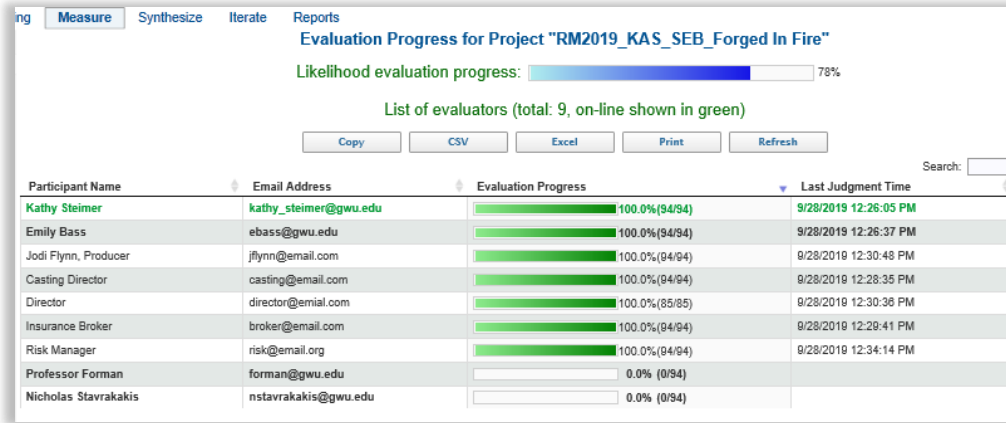 ng Measure Synthesize Iterate Reports
Evaluation Progress for Project "RM2019_KAS_SEB_Forged In Fire"
Likelihood evaluation progress: 78%
List of evaluators (total: 9, on-line shown in green)
Copy CSV Excel Print Refresh
Search:
Participant Name Email Address Evaluation Progress Last Judgment Time
Kathy Steimer kathy_steimer@gwu.edu 100.0%(94/94) 9/28/2019 12:26:05 PM
Emily Bass ebass@gwu.edu 100.0%(94/94) 9/28/2019 12:26:37 PM
Jodi Flynn, Producer jflynn@email.com 100.0%(94/94) 9/28/2019 12:30:48 PM
Casting Director casting@email.com 100.0%(94/94) 9/28/2019 12:28:35 PM
Director director@emial.com 100.0%(85/85) 9/28/2019 12:30:36 PM
Insurance Broker broker@email.com 100.0%(94/94) 9/28/2019 12:29:41 PM
Risk Manager risk@email.org 100.0%(94/94) 9/28/2019 12:34:14 PM
Professor Forman forman@gwu.edu 0.0% (0/94)
Nicholas Stavrakakis nstavrakakis@gwu.edu 0.0% (0/94)